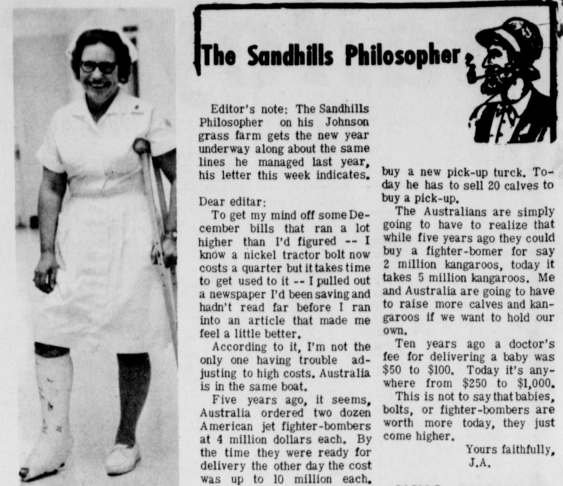 The Sandhills Philosopher
Editor's note: The Sandhills
Philosopher on his Johnson
grass farm gets the new year
underway along about the same
lines he managed last year,
his letter this week indicates.
Dear editar:
To get my mind off some De-
cember bills that ran a lot
higher than I'd figured -- I
know a nickel tractor bolt now
costs a quarter but it takes time
to get used to it -- I pulled out
a newspaper I'd been saving and
hadn't read far before I ran
into an article that made me
feel a little better.
According to it, I'm not the
only one having trouble ad-
justing to high costs. Australia
is in the same boat.
Five years ago, it seems,
Australia ordered two dozen
American jet fighter-bombers
at 4 million dollars each. By
the time they were ready for
delivery the other day the cost
was up to 10 million each.
buy a new pick-up turck. To-
day he has to sell 20 calves to
buy a pick-up.
The Australians are simply
going to have to realize that
while five years ago they could
buy a fighter-bomer for say
2 million kangaroos, today it
takes 5 million kangaroos. Me
and Australia are going to have
to raise more calves and kan-
garoos if we want to hold our
own.
Ten years ago a doctor's
fee for delivering a baby was
$50 to $100. Today it's any-
where from $250 to $1,000.
This is not to say that babies,
bolts, or fighter-bombers are
worth more today, they just
come higher.
Yours faithfully,
J.A.